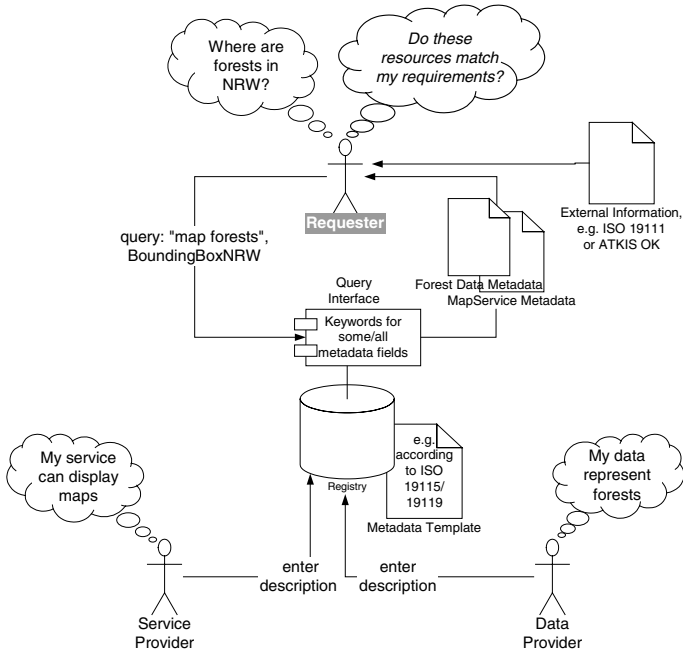 Where are
forests in
NRW?
Do these
resources match
my requirements?
Requester
External Information,
e.g. ISO 19111
or ATKIS OK
query: "map forests",
BoundingBoxNRW
Forest Data Metadata
MapService Metadata
Query
Interface
Keywords for
some/all
metadata fields
Registry
e.g.
according
to ISO
19115/
19119
Metadata Template
My service
can display
maps
My data
represent
forests
enter
description
enter
description
Service
Provider
Data
Provider